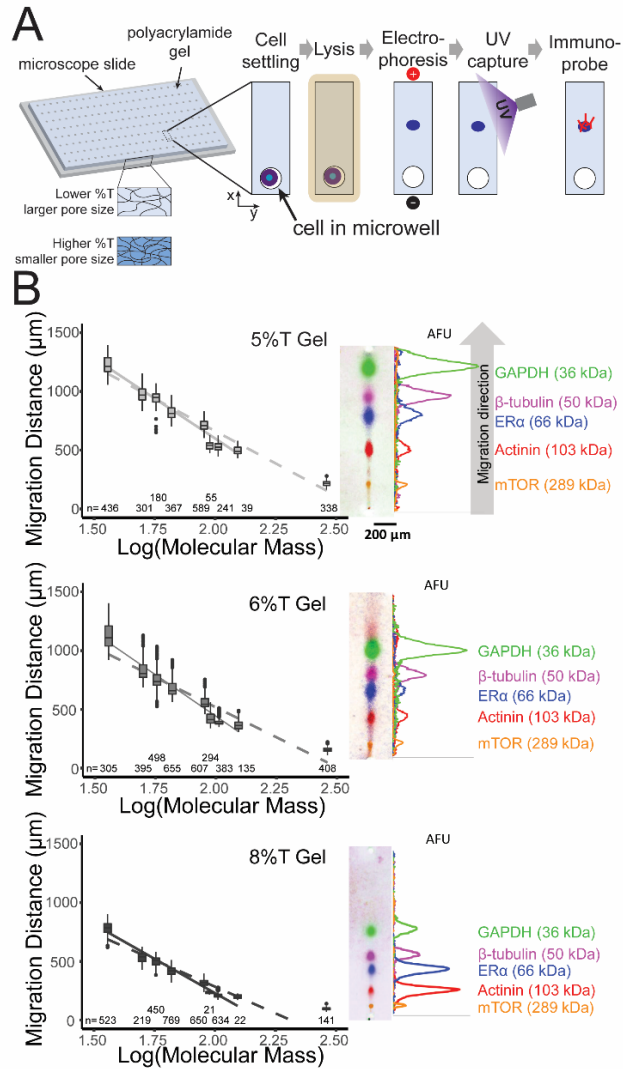 A
microscope slide
polyacrylamide
gel
Lower %T
larger pore size
Higher %T
smaller pore size
Cell
settling
Lysis
Electro-
phoresis
UV
capture
Immuno-
probe
+
UV
−
x
y
cell in microwell
B
Migration Distance (µm)
1500
1000
500
0
5%T Gel
180 55
n= 436 301 367 589 241 39 338
1.50 1.75 2.00 2.25 2.50
Log(Molecular Mass)
200 µm
AFU
GAPDH (36 kDa)
β-tubulin (50 kDa)
ERα (66 kDa)
Actinin (103 kDa)
mTOR (289 kDa)
Migration direction
Migration Distance (µm)
1500
1000
500
0
6%T Gel
498 294
n=305 395 655 607 383 135 408
1.50 1.75 2.00 2.25 2.50
Log(Molecular Mass)
AFU
GAPDH (36 kDa)
β-tubulin (50 kDa)
ERα (66 kDa)
Actinin (103 kDa)
mTOR (289 kDa)
Migration Distance (µm)
1500
1000
500
0
8%T Gel
450 21
n=523 219 769 650 634 22 141
1.50 1.75 2.00 2.25 2.50
Log(Molecular Mass)
AFU
GAPDH (36 kDa)
β-tubulin (50 kDa)
ERα (66 kDa)
Actinin (103 kDa)
mTOR (289 kDa)